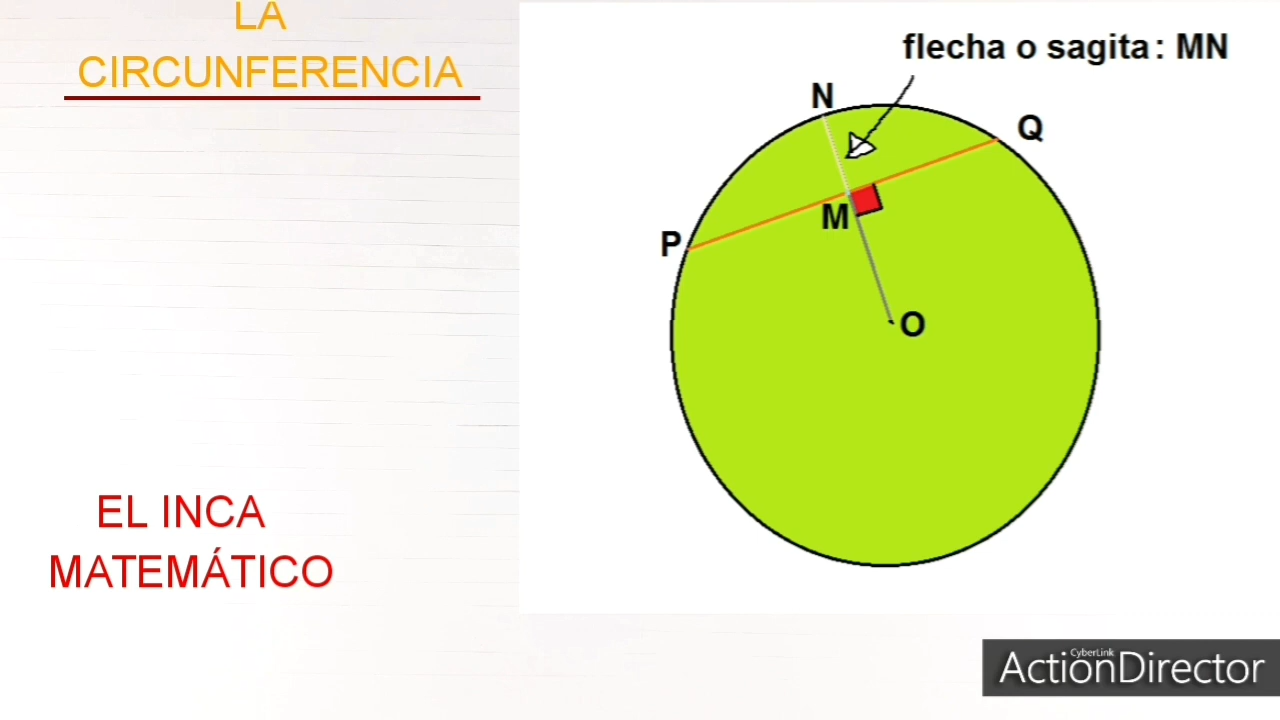 LA
CIRCUNFERENCIA
flecha o sagita: MN
N
Q
M
P
O
EL INCA
MATEMÁTICO
CyberLink
ActionDirector